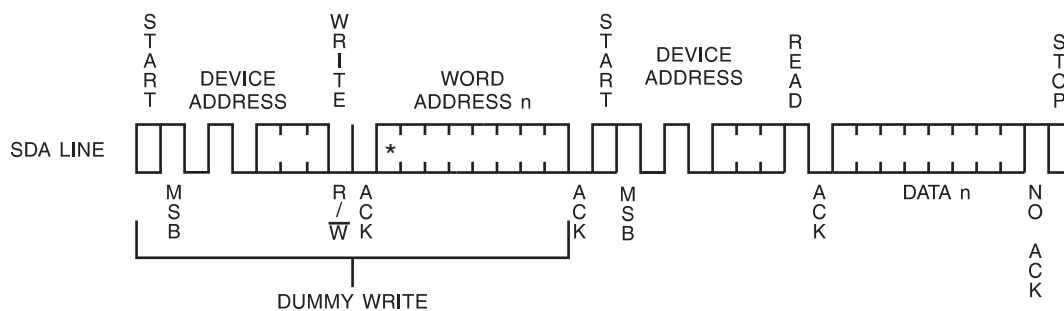 START
DEVICE
ADDRESS
WRITE
WORD
ADDRESS n
START
DEVICE
ADDRESS
READ
STOP
SDA LINE
*
MSB
R/W
ACK
ACK
MSB
ACK
DATA n
NO ACK
DUMMY WRITE